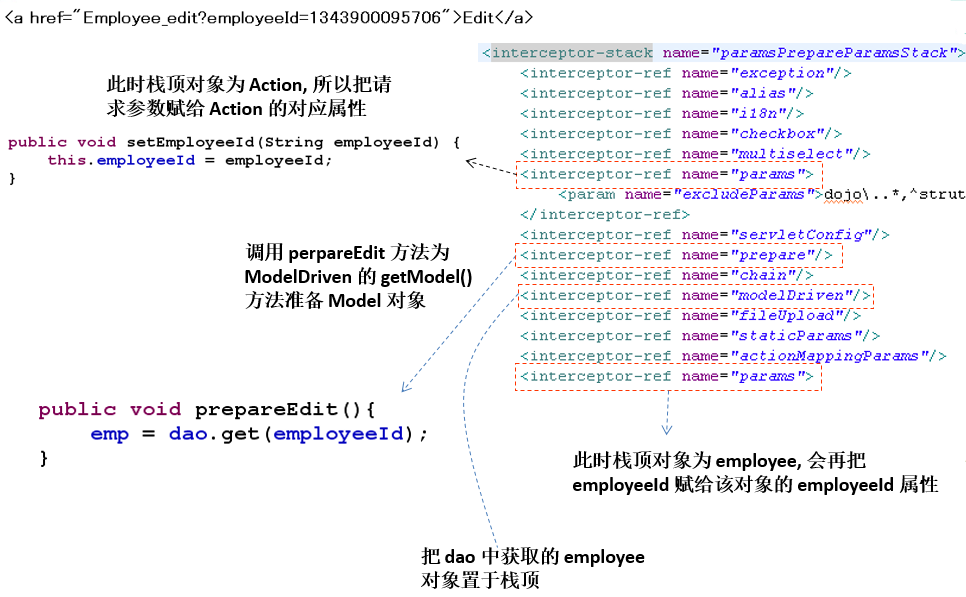 <a href="Employee_edit?employeeId=1343900095706">Edit</a>
此时栈顶对象为 Action, 所以把请
求参数赋给 Action 的对应属性
public void setEmployeeId(String employeeId) {
this.employeeId = employeeId;
}
调用 perpareEdit 方法为
ModelDriven 的 getModel()
方法准备 Model 对象
public void prepareEdit(){
emp = dao.get(employeeId);
}
<interceptor-stack name="paramsPrepareParamsStack">
<interceptor-ref name="exception"/>
<interceptor-ref name="alias"/>
<interceptor-ref name="i18n"/>
<interceptor-ref name="checkbox"/>
<interceptor-ref name="multiselect"/>
<interceptor-ref name="params">
<param name="excludeParams">dojo\..*,^strut
</interceptor-ref>
<interceptor-ref name="servletConfig"/>
<interceptor-ref name="prepare"/>
<interceptor-ref name="chain"/>
<interceptor-ref name="modelDriven"/>
<interceptor-ref name="fileUpload"/>
<interceptor-ref name="staticParams"/>
<interceptor-ref name="actionMappingParams"/>
<interceptor-ref name="params">
此时栈顶对象为 employee, 会再把
employeeId 赋给该对象的 employeeId 属性
把 dao 中获取的 employee
对象置于栈顶